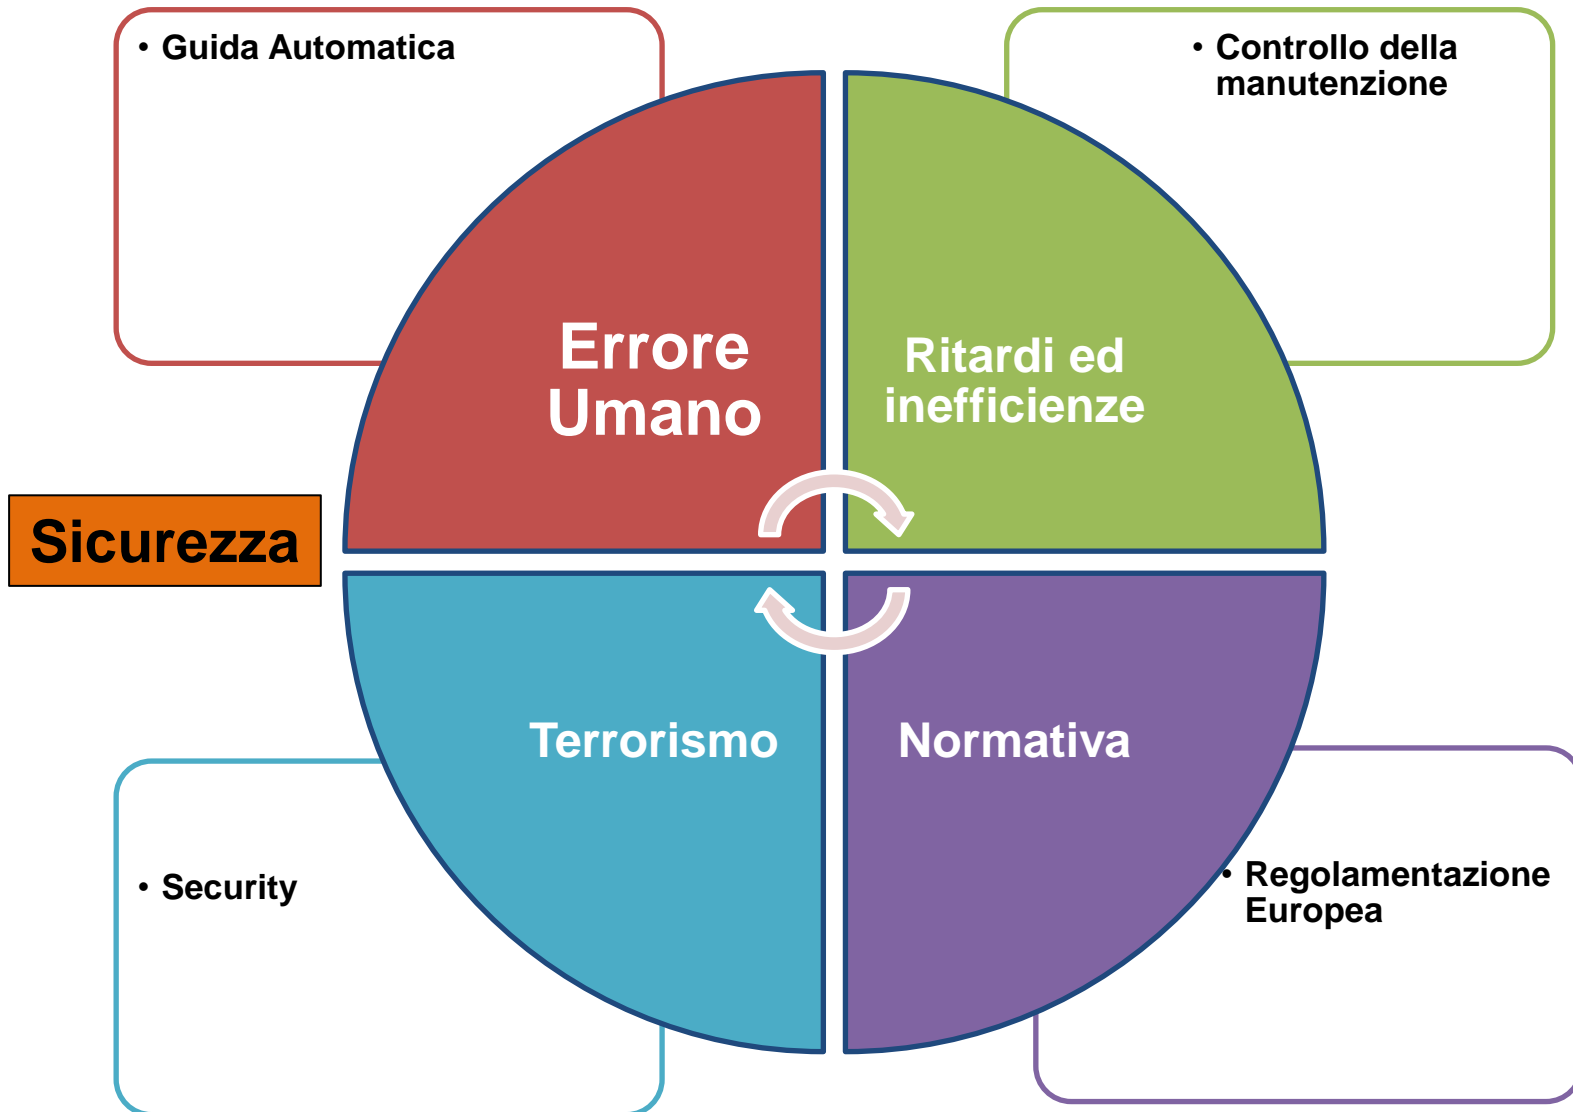 • Guida Automatica
• Controllo della
manutenzione
Errore
Umano
Ritardi ed
inefficienze
Sicurezza
Terrorismo
Normativa
• Security
• Regolamentazione
Europea